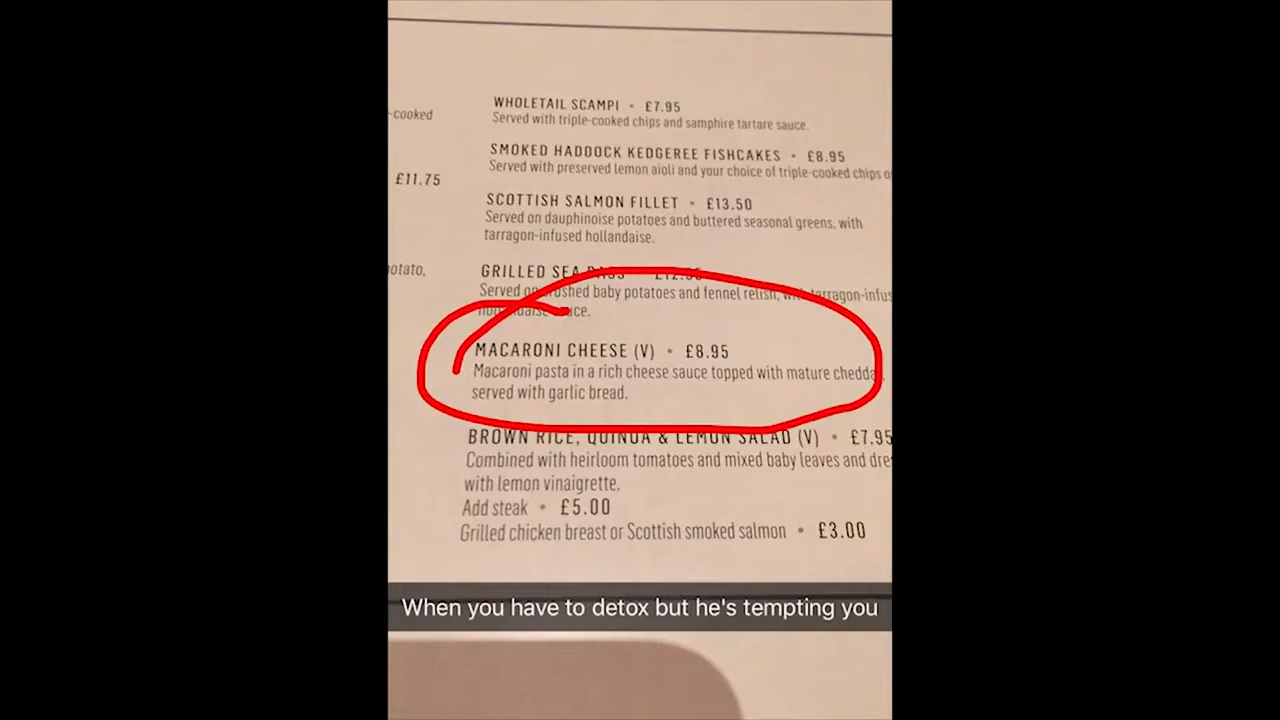 -cooked
£11.75
otato,
WHOLETAIL SCAMPI • £7.95
Served with triple-cooked chips and samphire tartare sauce.
SMOKED HADDOCK KEDGEREE FISHCAKES • £8.95
Served with preserved lemon aioli and your choice of triple-cooked chips o
SCOTTISH SALMON FILLET • £13.50
Served on dauphinoise potatoes and buttered seasonal greens, with
tarragon-infused hollandaise.
GRILLED SEA BASS
Served on crushed baby potatoes and fennel relish, with tarragon-infus
hollandaise sauce.
MACARONI CHEESE (V) • £8.95
Macaroni pasta in a rich cheese sauce topped with mature chedda
served with garlic bread.
BROWN RICE, QUINOA & LEMON SALAD (V) • £7.95
Combined with heirloom tomatoes and mixed baby leaves and dre
with lemon vinaigrette.
Add steak • £5.00
Grilled chicken breast or Scottish smoked salmon • £3.00
When you have to detox but he's tempting you